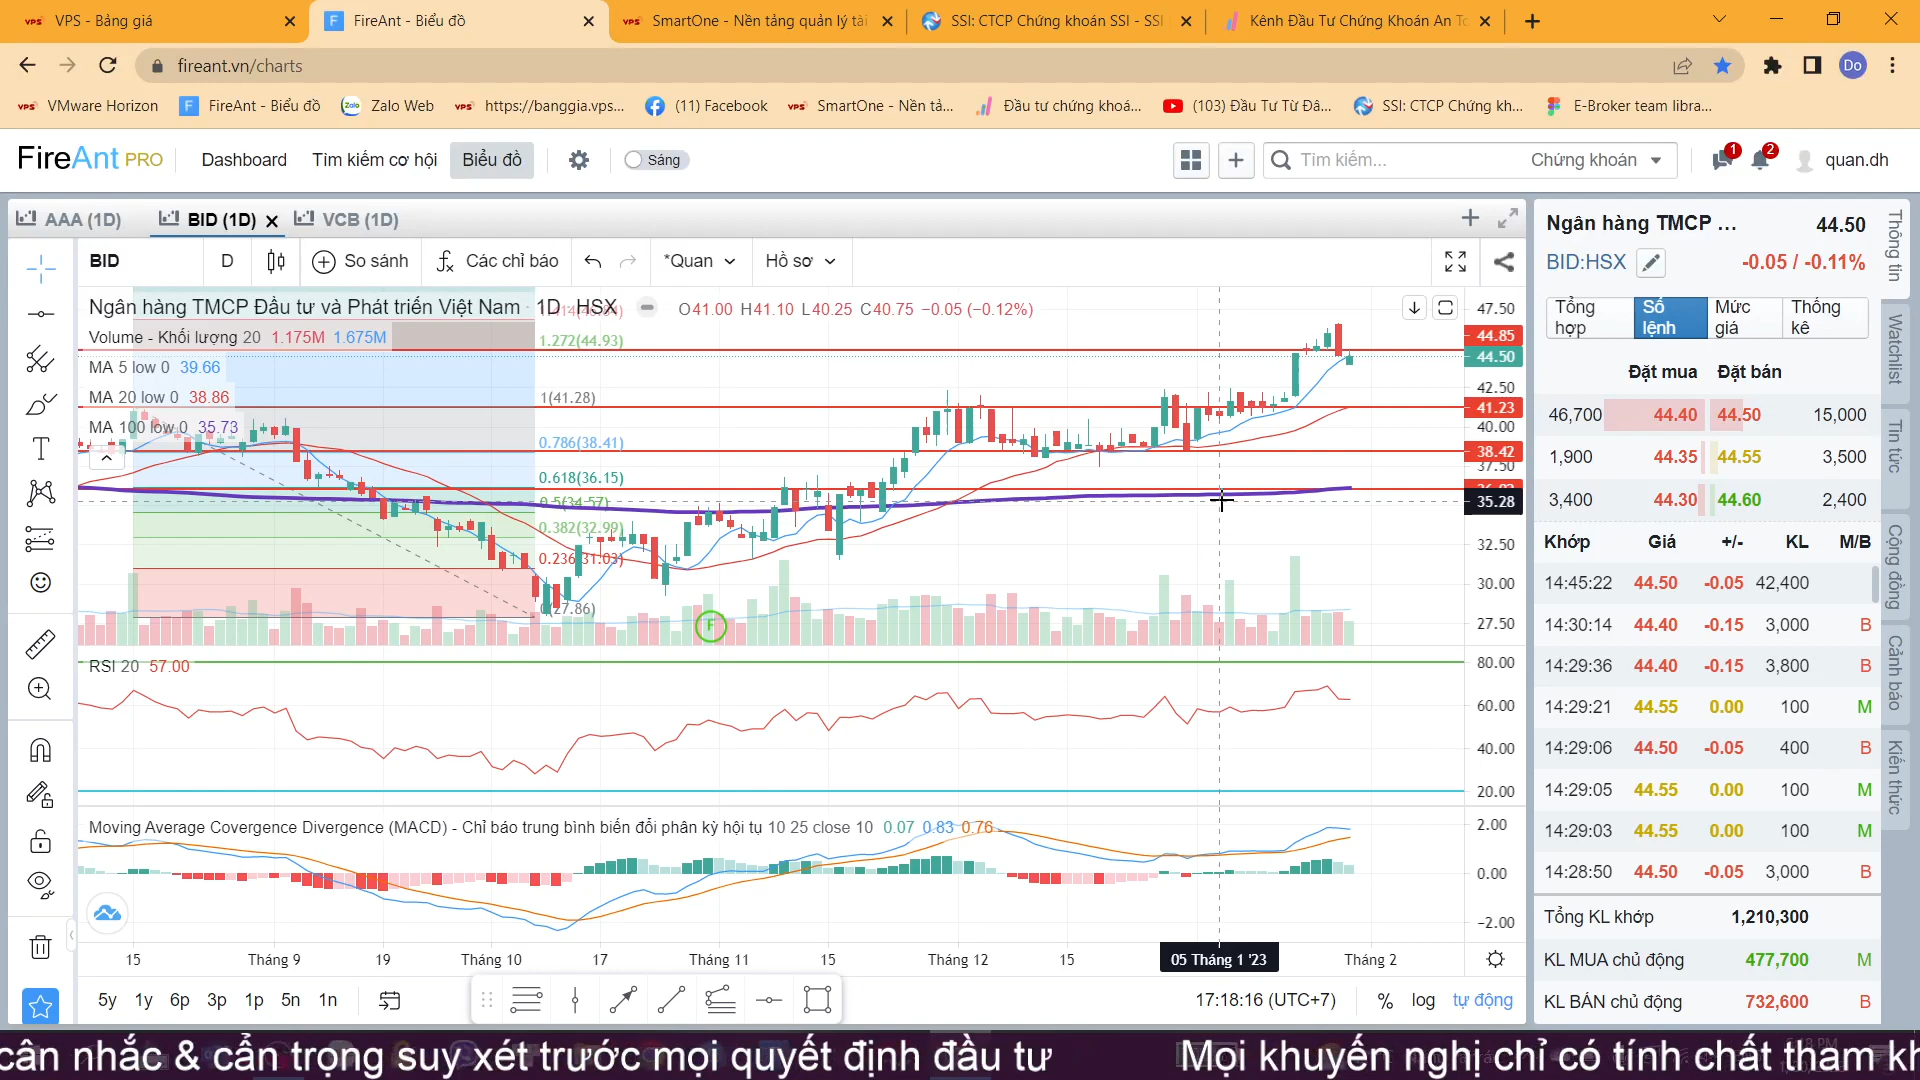 VPS - Bảng giá
FireAnt - Biểu đồ
SmartOne - Nền tảng quản lý tài
SSI: CTCP Chứng khoán SSI - SSI
Kênh Đầu Tư Chứng Khoán An To
fireant.vn/charts
Do
VMware Horizon
FireAnt - Biểu đồ
Zalo Web
https://banggia.vps...
(11) Facebook
SmartOne - Nền tả...
Đầu tư chứng khoá...
(103) Đầu Tư Từ Đâ...
SSI: CTCP Chứng kh...
E-Broker team libra...
FireAnt PRO
Dashboard
Tìm kiếm cơ hội
Biểu đồ
Sáng
Tìm kiếm...
Chứng khoán
1
2
quan.dh
AAA (1D)
BID (1D)
VCB (1D)
BID
D
So sánh
Các chỉ báo
*Quan
Hồ sơ
Ngân hàng TMCP Đầu tư và Phát triển Việt Nam · 1D · HSX
O41.00 H41.10 L40.25 C40.75 −0.05 (−0.12%)
Volume - Khối lượng 20 1.175M 1.675M
MA 5 low 0 39.66
MA 20 low 0 38.86
MA 100 low 0 35.73
1.272(44.93)
1(41.28)
0.786(38.41)
0.618(36.15)
0.5(34.57)
0.382(32.99)
0.236(31.03)
0(27.86)
F
47.50
44.85
44.50
42.50
41.23
40.00
38.42
37.50
35.28
32.50
30.00
27.50
RSI 20 57.00
80.00
60.00
40.00
20.00
Moving Average Covergence Divergence (MACD) - Chỉ báo trung bình biến đổi phân kỳ hội tụ 10 25 close 10 0.07 0.83 0.76
2.00
0.00
−2.00
15
Tháng 9
19
Tháng 10
17
Tháng 11
15
Tháng 12
15
05 Tháng 1 '23
Tháng 2
5y 1y 6p 3p 1p 5n 1n
17:18:16 (UTC+7)
% log tự động
Ngân hàng TMCP ... 44.50
BID:HSX -0.05 / -0.11%
Tổng hợp
Sổ lệnh
Mức giá
Thống kê
Đặt mua Đặt bán
46,700 44.40 44.50 15,000
1,900 44.35 44.55 3,500
3,400 44.30 44.60 2,400
Khớp Giá +/- KL M/B
14:45:22 44.50 -0.05 42,400
14:30:14 44.40 -0.15 3,000 B
14:29:36 44.40 -0.15 3,800 B
14:29:21 44.55 0.00 100 M
14:29:06 44.50 -0.05 400 B
14:29:05 44.55 0.00 100 M
14:29:03 44.55 0.00 100 M
14:28:50 44.50 -0.05 3,000 B
Tổng KL khớp 1,210,300
KL MUA chủ động 477,700 M
KL BÁN chủ động 732,600 B
Thông tin
Watchlist
Tin tức
Cộng đồng
Cảnh báo
Kiến thức
cân nhắc & cẩn trọng suy xét trước mọi quyết định đầu tư
Mọi khuyến nghị chỉ có tính chất tham kh